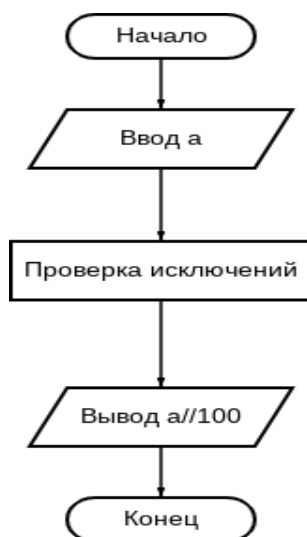 Начало
Ввод a
Проверка исключений
Вывод a//100
Конец